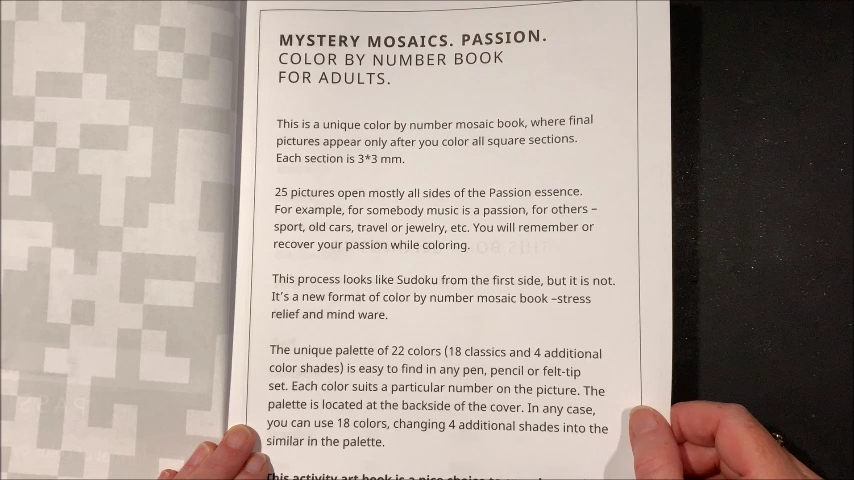 MYSTERY MOSAICS. PASSION.
COLOR BY NUMBER BOOK
FOR ADULTS.
This is a unique color by number mosaic book, where final
pictures appear only after you color all square sections.
Each section is 3*3 mm.
25 pictures open mostly all sides of the Passion essence.
For example, for somebody music is a passion, for others –
sport, old cars, travel or jewelry, etc. You will remember or
recover your passion while coloring.
This process looks like Sudoku from the first side, but it is not.
It's a new format of color by number mosaic book –stress
relief and mind ware.
The unique palette of 22 colors (18 classics and 4 additional
color shades) is easy to find in any pen, pencil or felt-tip
set. Each color suits a particular number on the picture. The
palette is located at the backside of the cover. In any case,
you can use 18 colors, changing 4 additional shades into the
similar in the palette.
This activity art book is a nice choice to